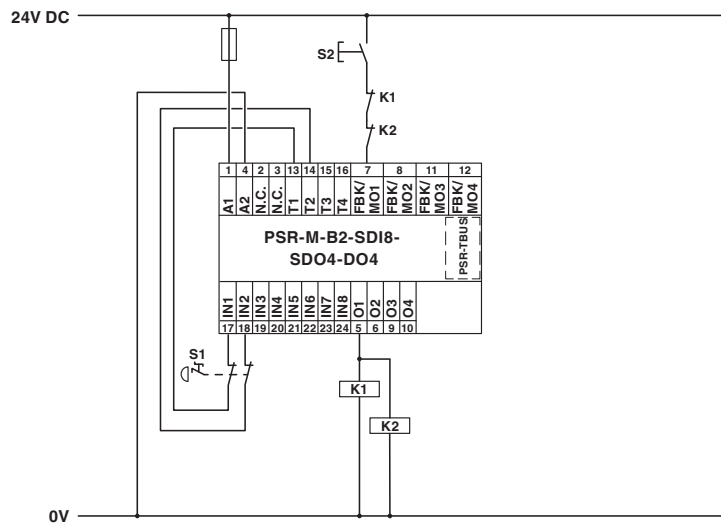 24V DC
S2
K1
K2
1 4 2 3 13 14 15 16 7 8 11 12
A1 A2 N.C. N.C. T1 T2 T3 T4 FBK/MO1 FBK/MO2 FBK/MO3 FBK/MO4
PSR-M-B2-SDI8-
SDO4-DO4
PSR-TBUS
IN1 IN2 IN3 IN4 IN5 IN6 IN7 IN8 O1 O2 O3 O4
17 18 19 20 21 22 23 24 5 6 9 10
S1
K1
K2
0V